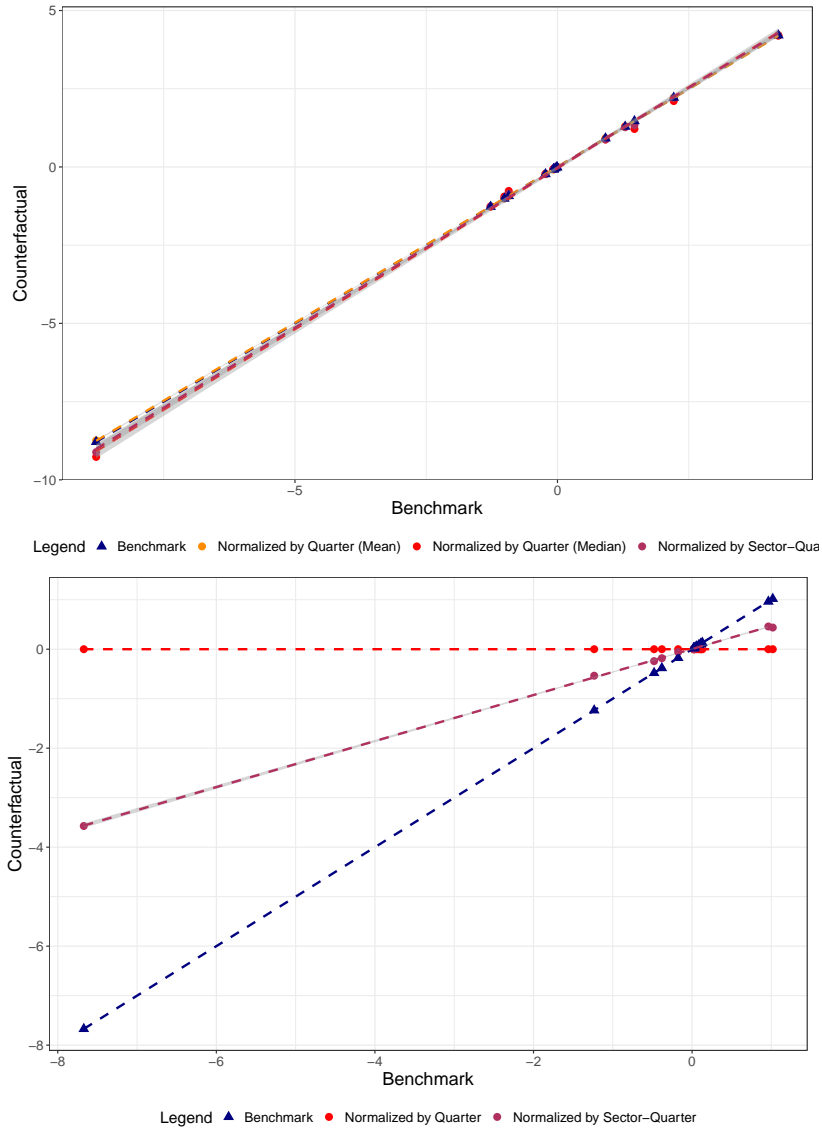 5
0
−5
−10
Counterfactual
−5 0
Benchmark
Legend Benchmark Normalized by Quarter (Mean) Normalized by Quarter (Median) Normalized by Sector−Qua
0
−2
−4
−6
−8
Counterfactual
−8 −6 −4 −2 0
Benchmark
Legend Benchmark Normalized by Quarter Normalized by Sector−Quarter